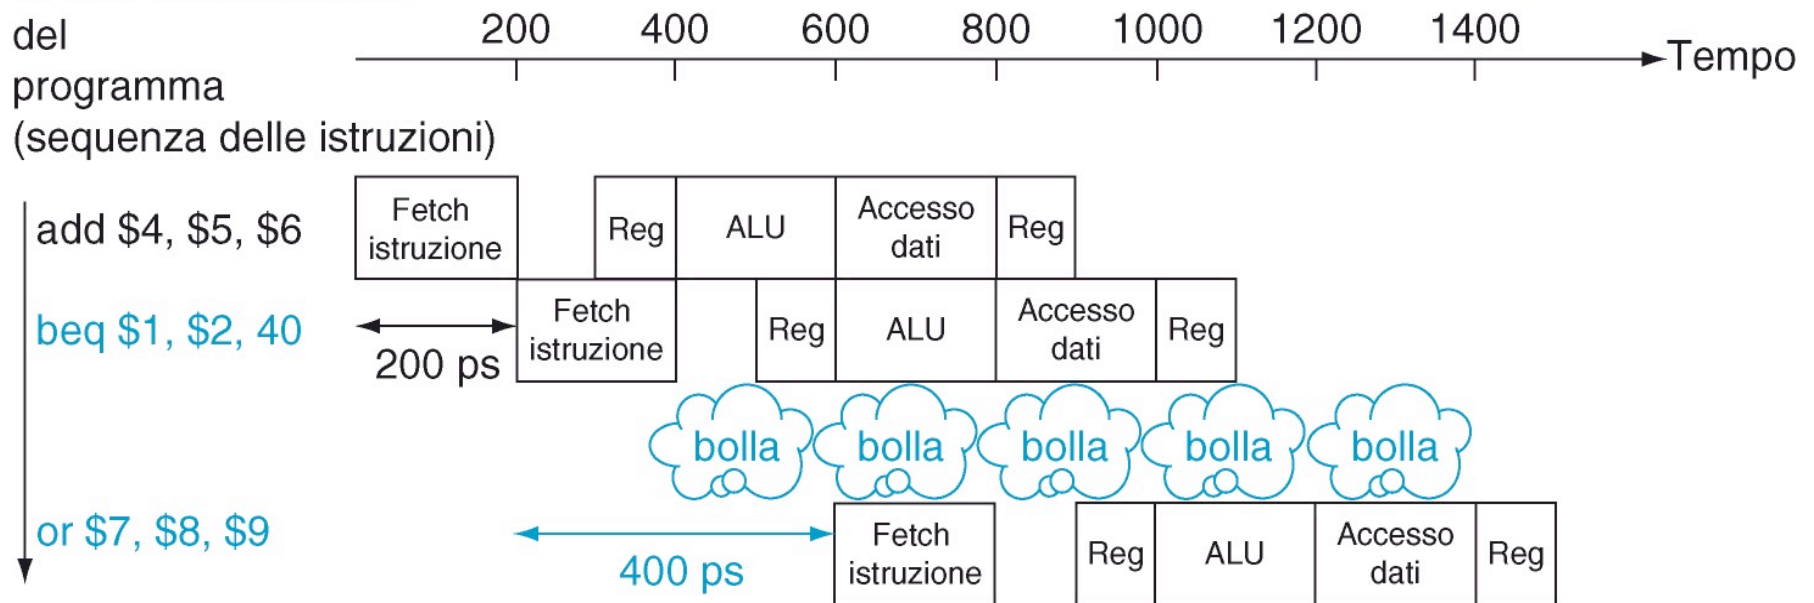 del
programma
(sequenza delle istruzioni)
200 400 600 800 1000 1200 1400
Tempo
add $4, $5, $6
Fetch
istruzione
Reg
ALU
Accesso
dati
Reg
beq $1, $2, 40
200 ps
Fetch
istruzione
Reg
ALU
Accesso
dati
Reg
bolla bolla bolla bolla bolla
or $7, $8, $9
400 ps
Fetch
istruzione
Reg
ALU
Accesso
dati
Reg